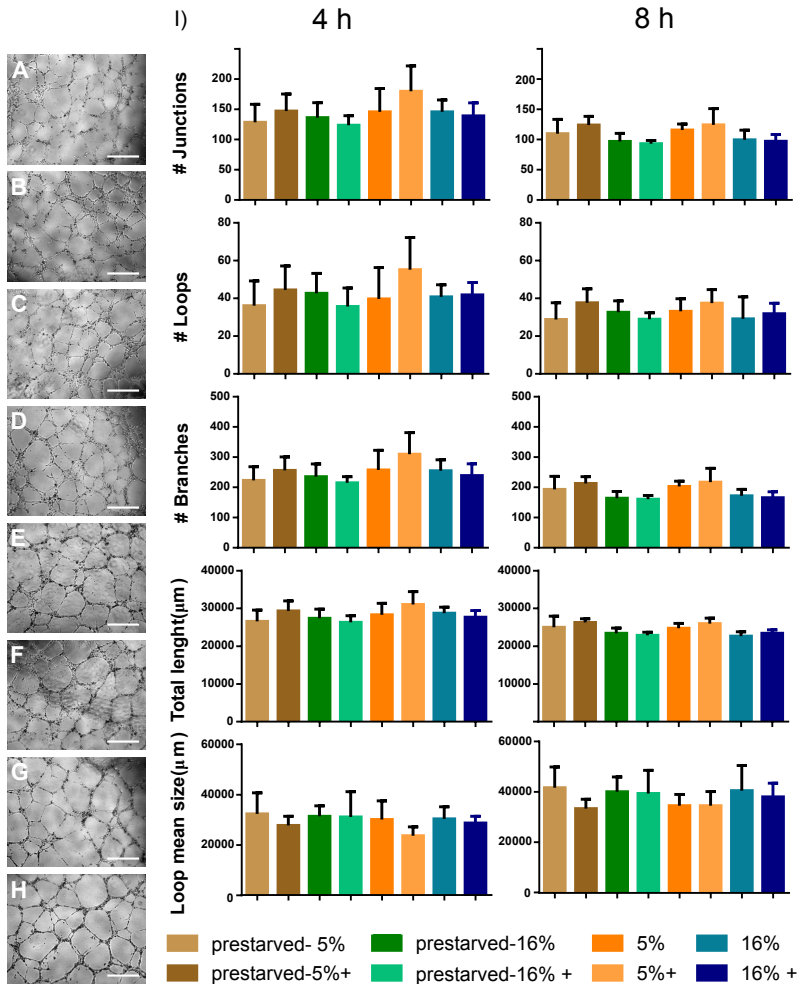 I)
4 h
8 h
A
B
C
D
E
F
G
H
# Junctions
200
150
100
50
0
200
150
100
50
0
# Loops
80
60
40
20
0
80
60
40
20
0
# Branches
500
400
300
200
100
0
500
400
300
200
100
0
Total lenght(μm)
40000
30000
20000
10000
0
40000
30000
20000
10000
0
Loop mean size(μm)
60000
40000
20000
0
60000
40000
20000
0
prestarved- 5%
prestarved-16%
5%
16%
prestarved-5%+
prestarved-16% +
5%+
16% +